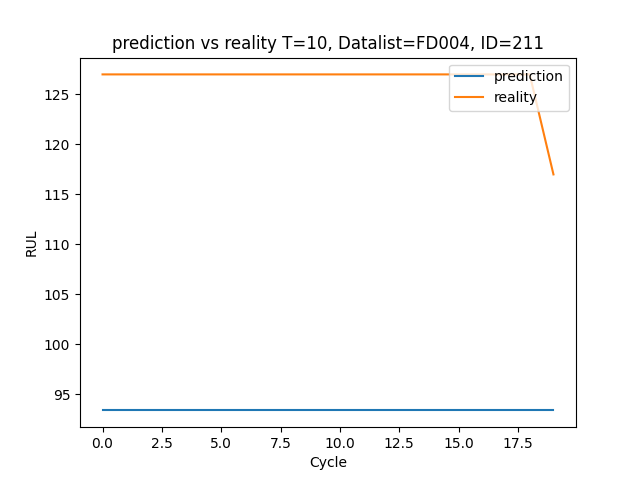 prediction vs reality T=10, Datalist=FD004, ID=211
prediction
reality
125
120
115
110
105
100
95
RUL
0.0 2.5 5.0 7.5 10.0 12.5 15.0 17.5
Cycle